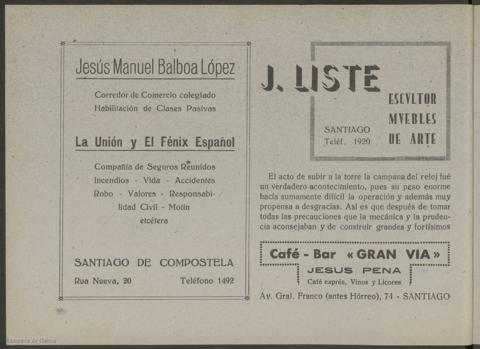 Jesús Manuel Balboa López
Corredor de Comercio colegiado
Habilitación de Clases Pasivas
La Unión y El Fénix Español
Compañía de Seguros Reunidos
Incendios - Vida - Accidentes
Robo - Valores - Responsabi-
lidad Civil - Motín
etcétera
SANTIAGO DE COMPOSTELA
Rua Nueva, 20 Teléfono 1492
J. LISTE
ESCVLTOR
MVEBLES
DE ARTE
SANTIAGO
Teléf. 1920
El acto de subir a la torre la campana del reloj fué
un verdadero acontecimiento, pues su peso enorme
hacía sumamente difícil la operación y además muy
propensa a desgracias. Así es que después de tomar
todas las precauciones que la mecánica y la pruden-
cia aconsejaban y de construir grandes y fortísimos
Café - Bar «GRAN VIA»
JESUS PENA
Café exprés, Vinos y Licores
Av. Gral. Franco (antes Hórreo), 74 - SANTIAGO
Biblioteca de Galicia